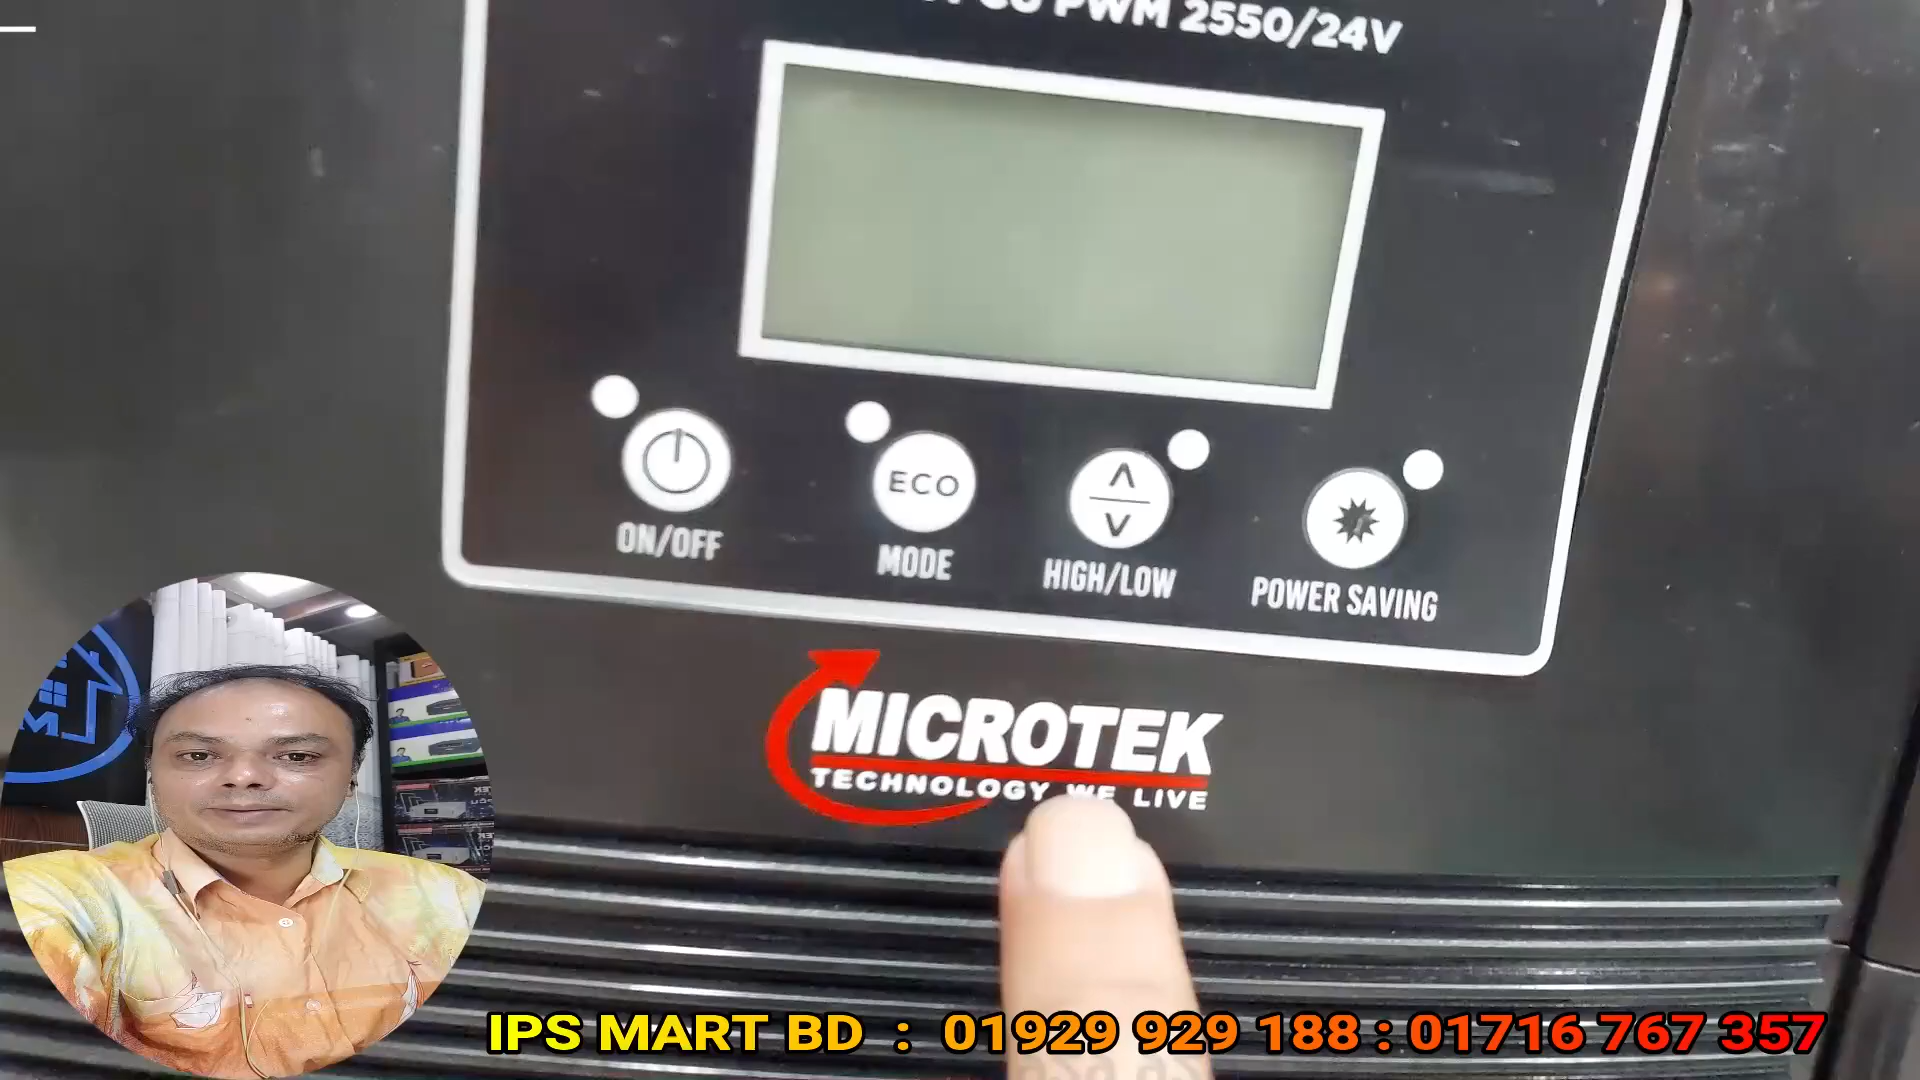 PWM 2550/24V
ECO
ON/OFF
MODE
HIGH/LOW
POWER SAVING
MICROTEK
TECHNOLOGY WE LIVE
IPS MART BD : 01929 929 188 : 01716 767 357